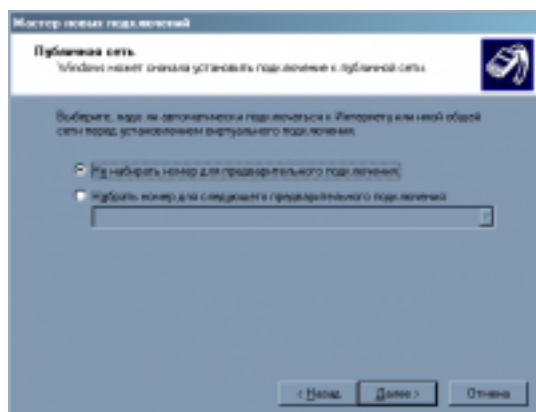 Мастер новых подключений
Публичная сеть
Windows может сначала установить подключение к публичной сети.
Выберите, надо ли автоматически подключаться к Интернету или иной общей
сети перед установлением виртуального подключения.
Не набирать номер для предварительного подключения
Набрать номер для следующего предварительного подключения:
< Назад
Далее >
Отмена